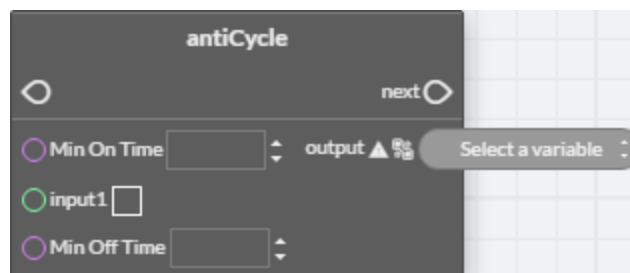 antiCycle
next
Min On Time output Select a variable
input1
Min Off Time